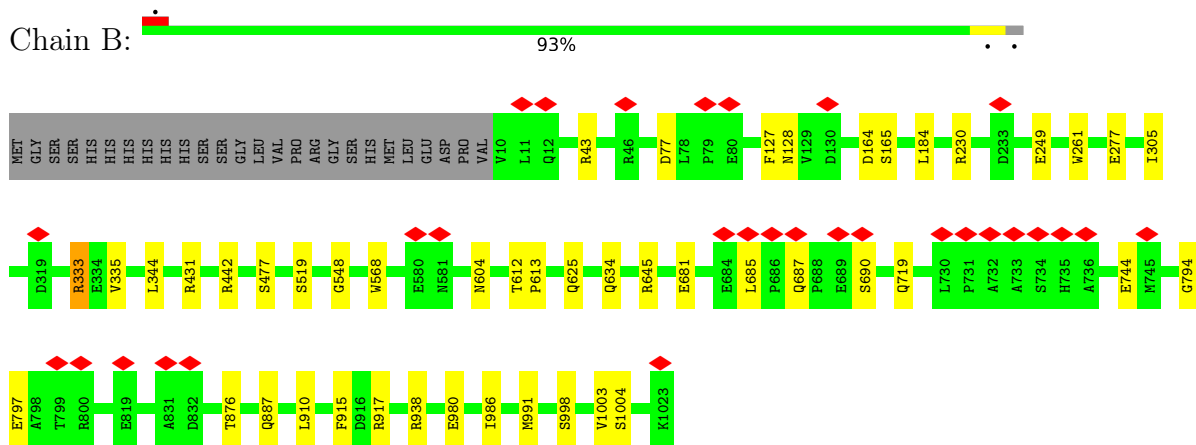 Chain B:
93%
MET GLY SER SER HIS HIS HIS HIS HIS HIS SER SER GLY LEU VAL PRO ARG GLY SER HIS MET LEU GLU ASP PRO VAL V10 L11 Q12 R43 R46 D77 L78 P79 E80 F127 N128 V129 D130 D164 S165 L184 R230 D233 E249 W261 E277 I305
D319 R333 E334 V335 L344 R431 R442 S477 S519 G548 W568 E580 N581 N604 T612 P613 Q625 Q634 R645 E681 E684 L685 P686 Q687 P688 E689 S690 Q719 L730 P731 A732 A733 S734 H735 A736 E744 M745 G794
E797 A798 T799 R800 E819 A831 D832 T876 Q887 L910 F915 D916 R917 R938 E980 I986 M991 S998 V1003 S1004 K1023